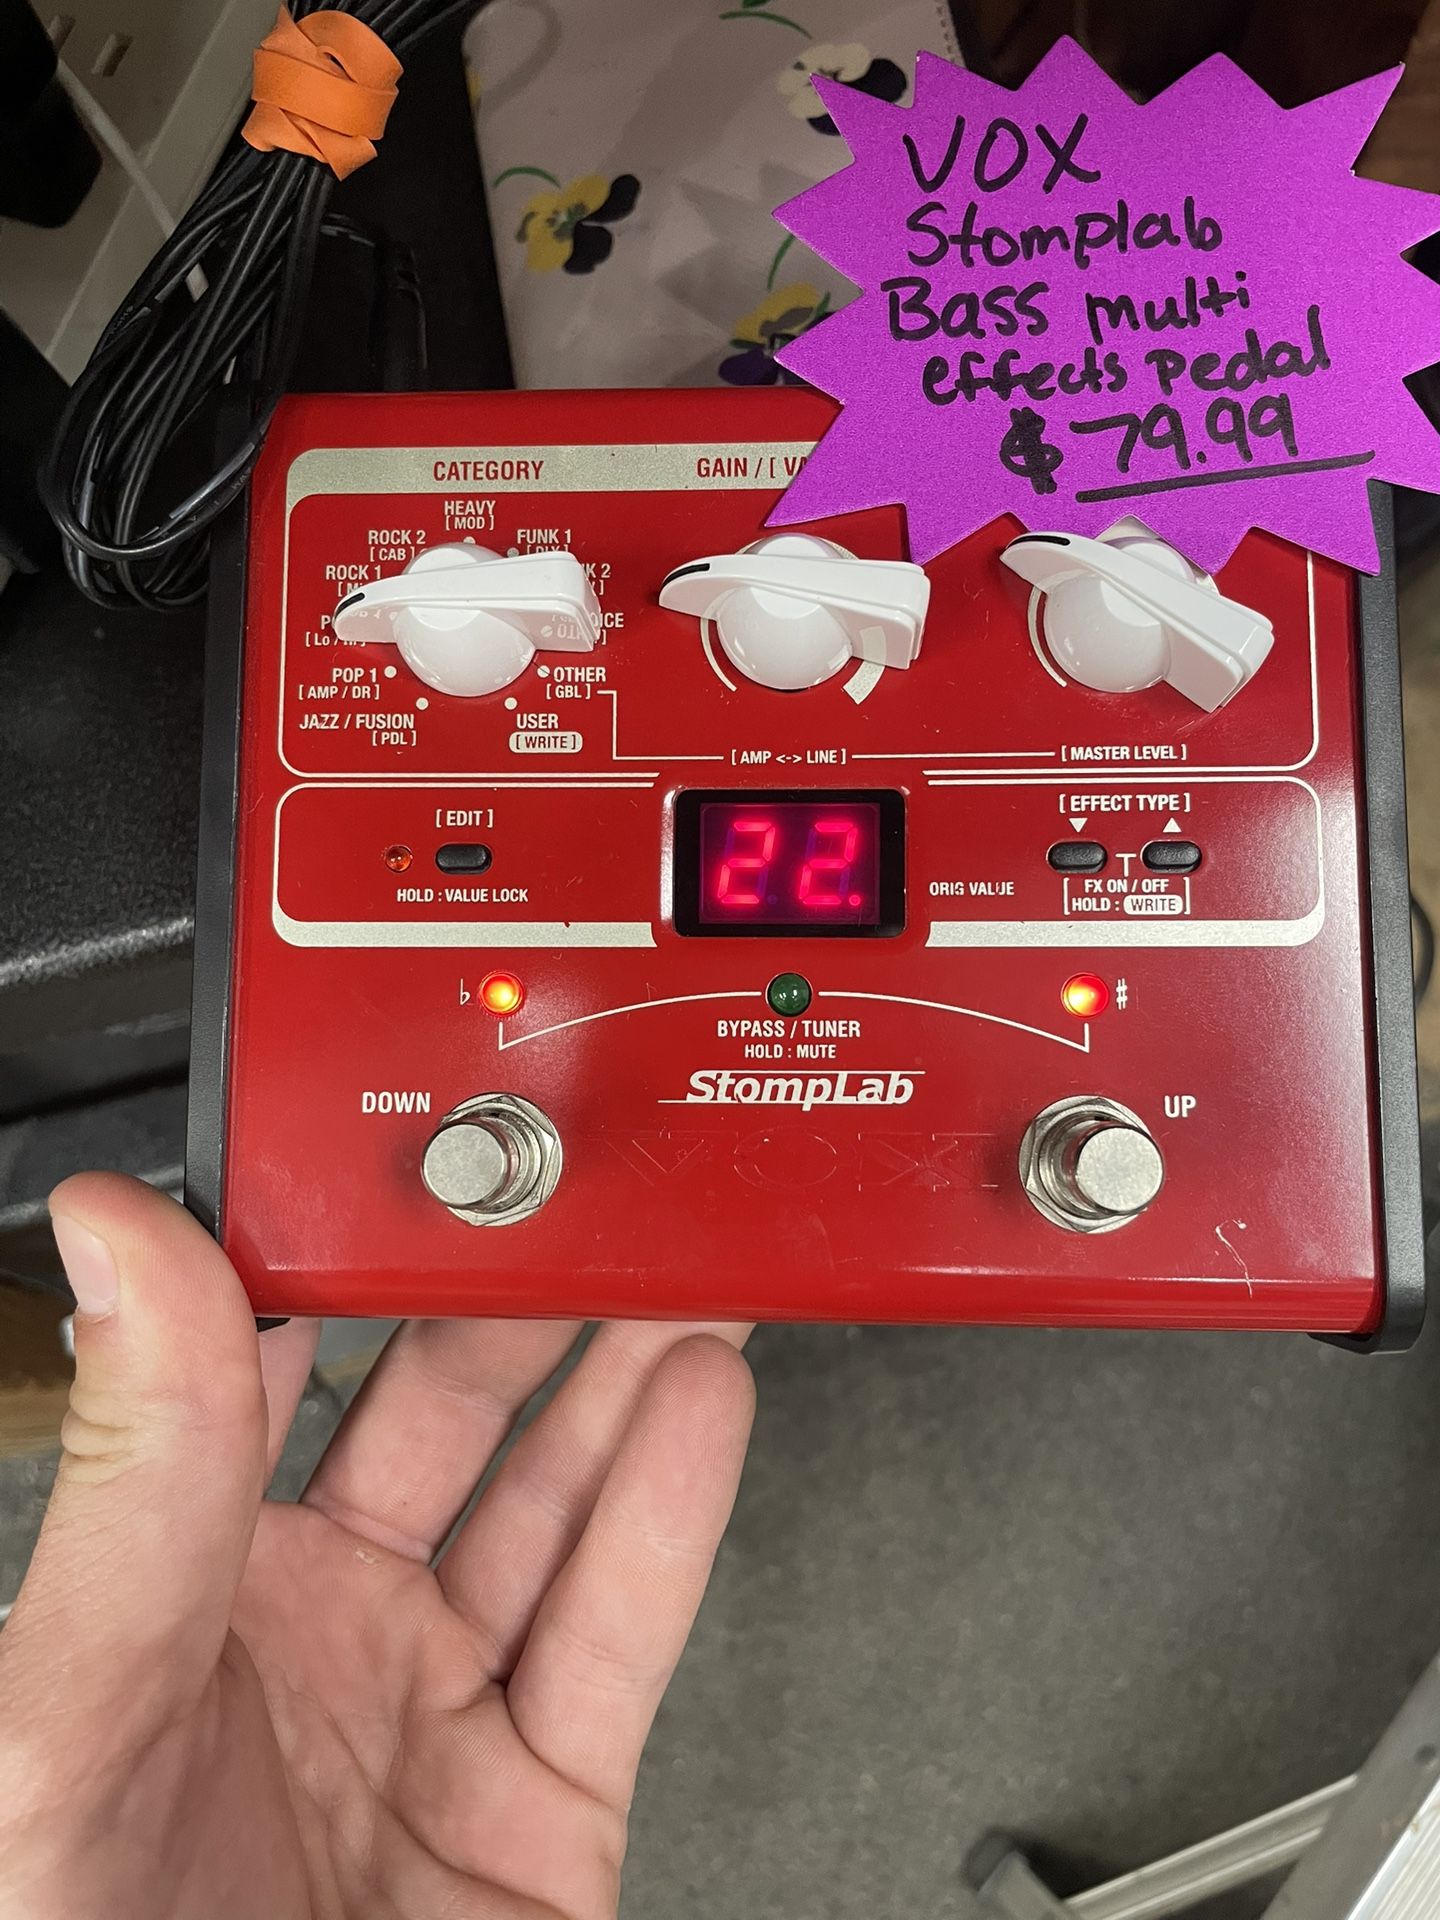 VOX
Stomplab
Bass multi
effects pedal
$79.99
CATEGORY
GAIN / [ VA
HEAVY
[ MOD ]
ROCK 2
[ CAB ]
FUNK 1
ROCK 1
POP 1
[ AMP / DR ]
OTHER
[ GBL ]
JAZZ / FUSION
[ PDL ]
USER
[ WRITE ]
[ AMP <-> LINE ]
[ MASTER LEVEL ]
[ EDIT ]
HOLD : VALUE LOCK
22.
ORIG VALUE
[ EFFECT TYPE ]
▼ ▲
FX ON / OFF
HOLD : WRITE
♭
♯
BYPASS / TUNER
HOLD : MUTE
StompLab
DOWN
UP
VOX